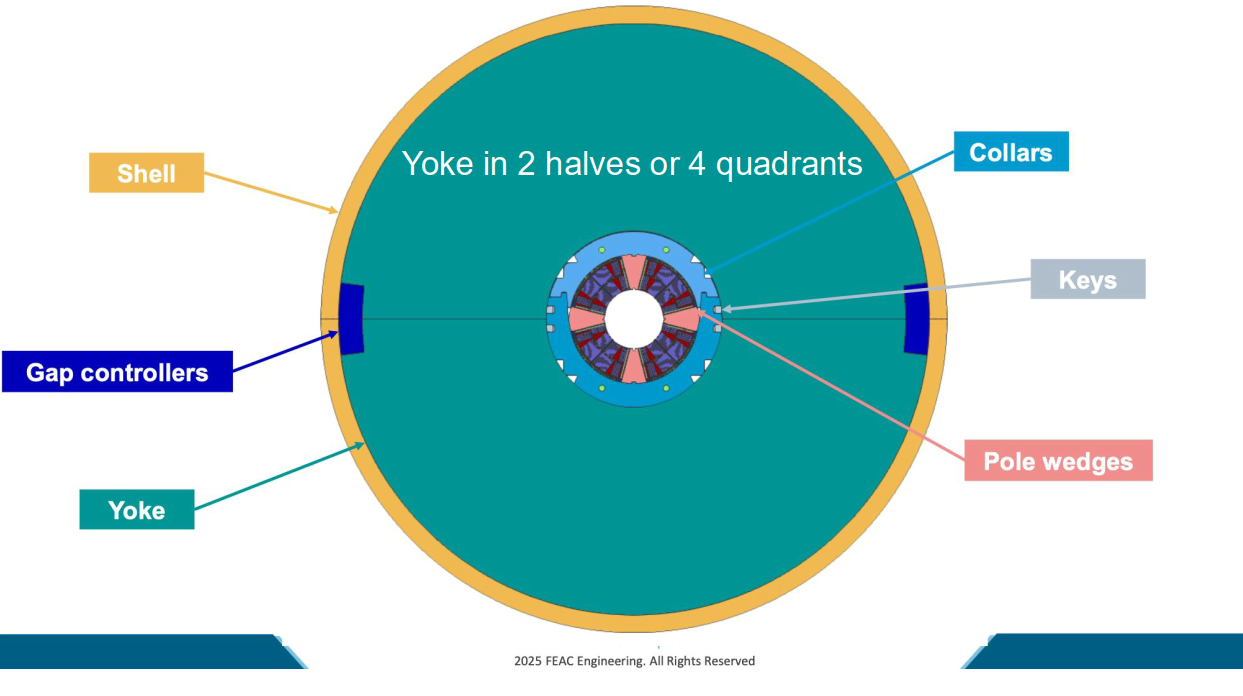 Yoke in 2 halves or 4 quadrants
Collars
Shell
Keys
Gap controllers
Pole wedges
Yoke
2025 FEAC Engineering. All Rights Reserved